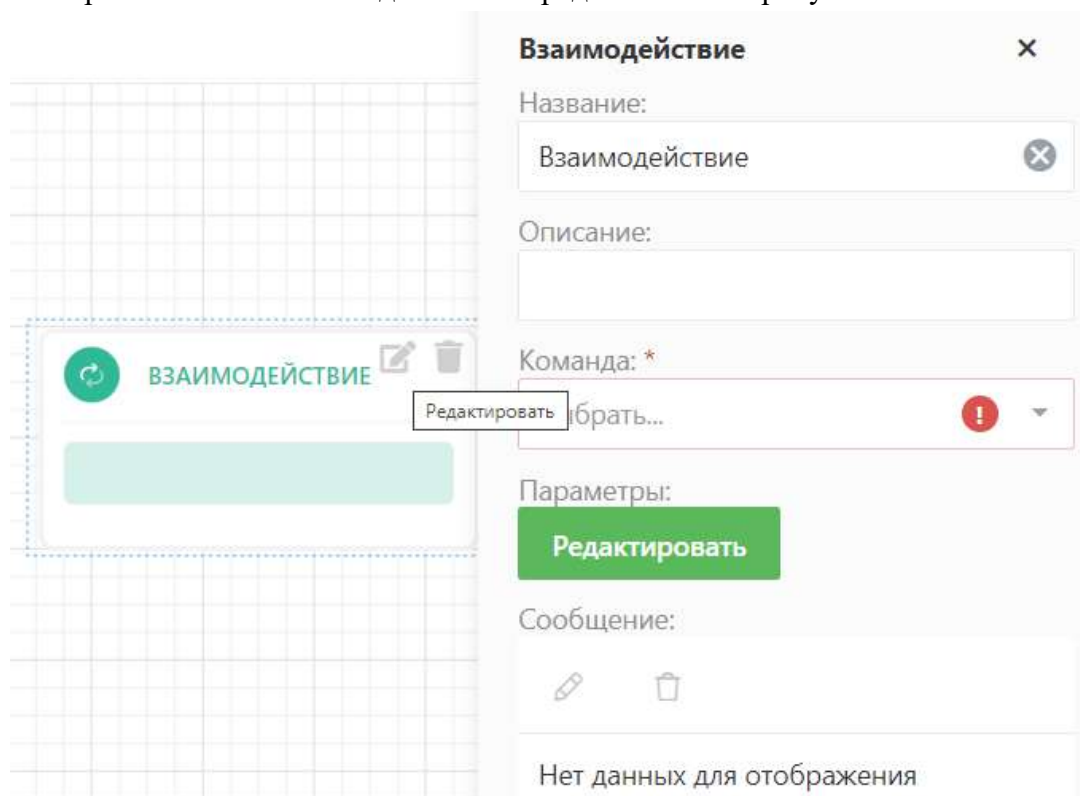 Взаимодействие
Название:
Взаимодействие
Описание:
ВЗАИМОДЕЙСТВИЕ
Редактировать
Команда: *
Параметры:
Редактировать
Сообщение:
Нет данных для отображения